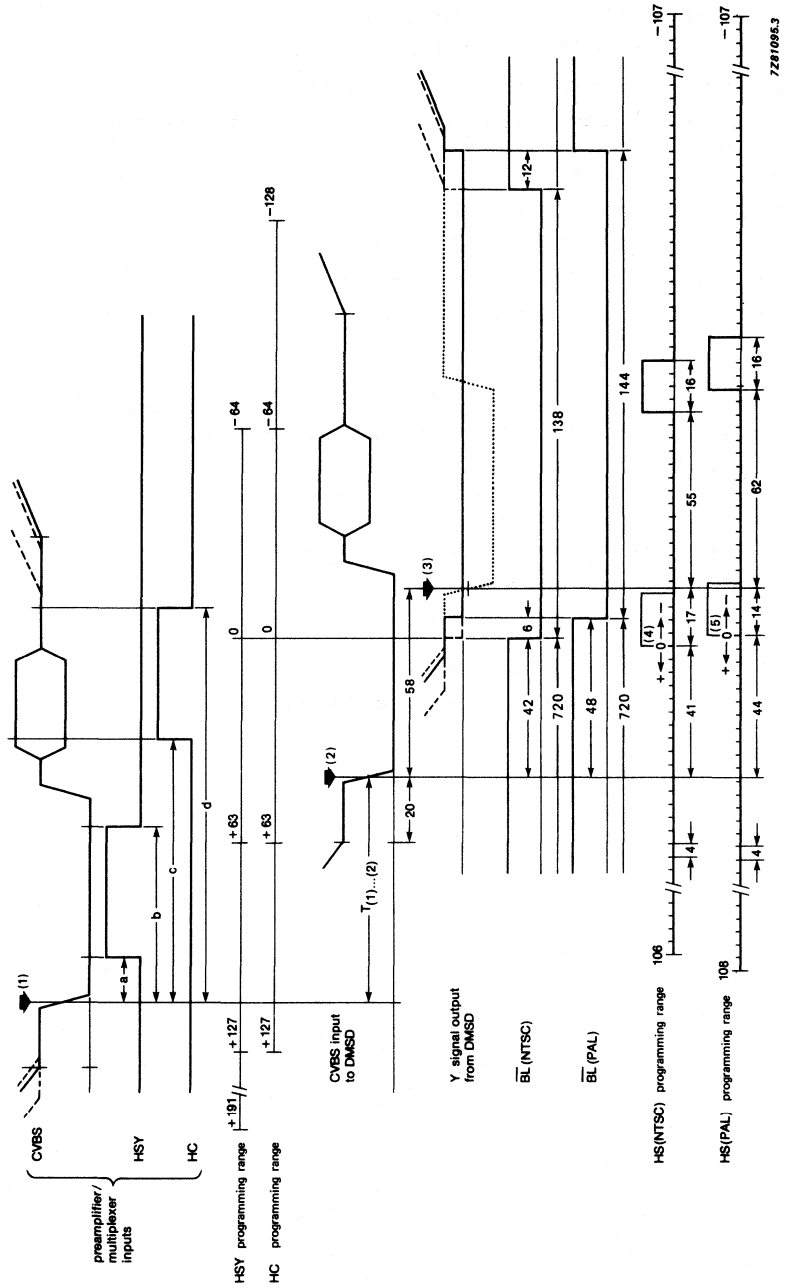 preamplifier/
multiplexer
inputs
CVBS
HSY
HC
(1)
a
b
c
d
HSY programming range
+191
+127
+63
0
−64
HC programming range
+127
+63
0
−64
−128
CVBS input
to DMSD
(2)
T(1)...(2)
20
58
(3)
Y signal output
from DMSD
B̅L̅ (NTSC)
42
6
12
720
138
B̅L̅ (PAL)
48
720
144
HS(NTSC) programming range
106
(4)
+ 0 −
−107
4
41
17
55
16
HS(PAL) programming range
108
(5)
+ 0 −
−107
4
44
14
62
16
7Z81095.3